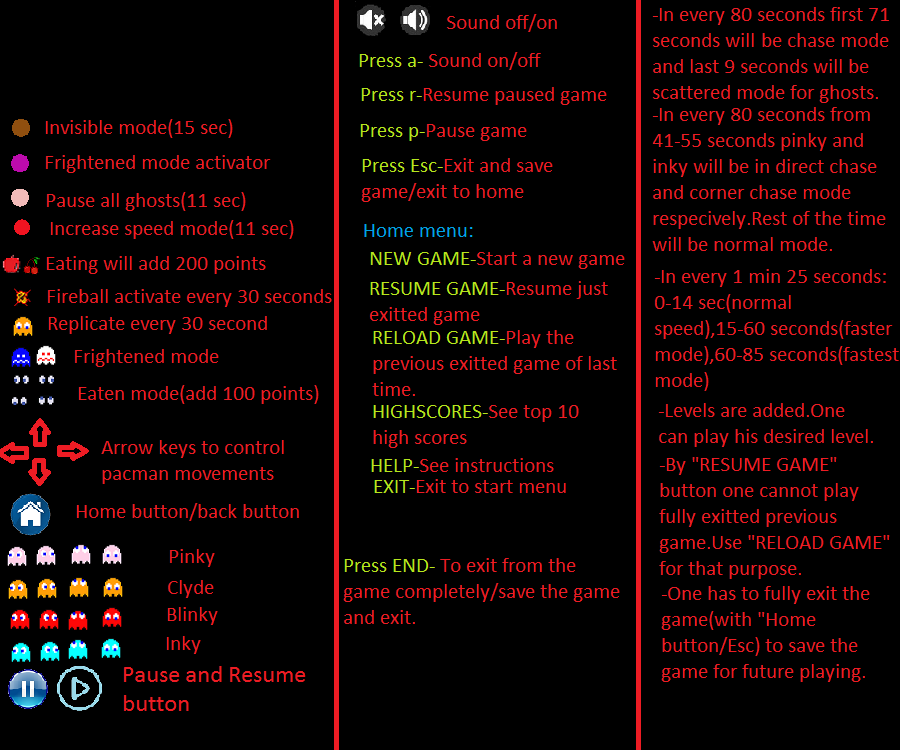 Invisible mode(15 sec)
Frightened mode activator
Pause all ghosts(11 sec)
Increase speed mode(11 sec)
Eating will add 200 points
Fireball activate every 30 seconds
Replicate every 30 second
Frightened mode
Eaten mode(add 100 points)
Arrow keys to control
pacman movements
Home button/back button
Pinky
Clyde
Blinky
Inky
Pause and Resume
button
Sound off/on
Press a- Sound on/off
Press r-Resume paused game
Press p-Pause game
Press Esc-Exit and save
game/exit to home
Home menu:
NEW GAME-Start a new game
RESUME GAME-Resume just
exitted game
RELOAD GAME-Play the
previous exitted game of last
time.
HIGHSCORES-See top 10
high scores
HELP-See instructions
EXIT-Exit to start menu
Press END- To exit from the
game completely/save the game
and exit.
-In every 80 seconds first 71
seconds will be chase mode
and last 9 seconds will be
scattered mode for ghosts.
-In every 80 seconds from
41-55 seconds pinky and
inky will be in direct chase
and corner chase mode
respecively.Rest of the time
will be normal mode.
-In every 1 min 25 seconds:
0-14 sec(normal
speed),15-60 seconds(faster
mode),60-85 seconds(fastest
mode)
-Levels are added.One
can play his desired level.
-By "RESUME GAME"
button one cannot play
fully exitted previous
game.Use "RELOAD GAME"
for that purpose.
-One has to fully exit the
game(with "Home
button/Esc) to save the
game for future playing.